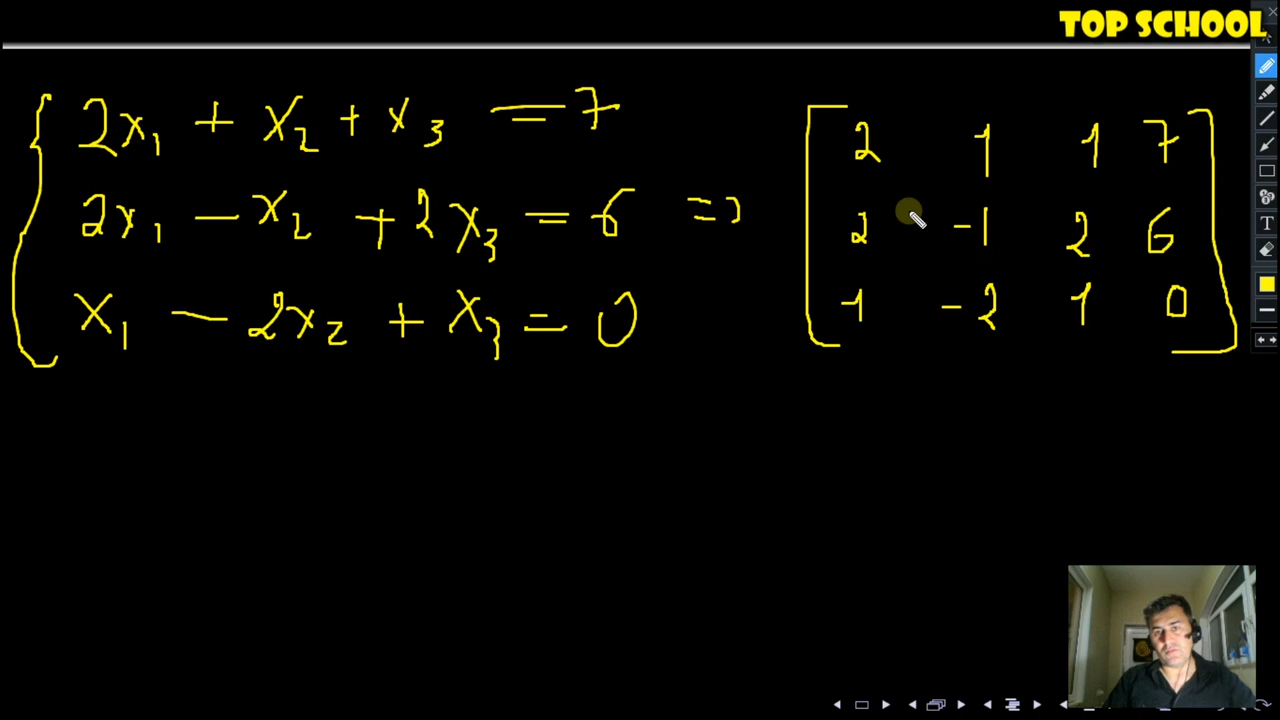 TOP SCHOOL
2x₁ + x₂ + x₃ = 7
2x₁ - x₂ + 2x₃ = 6 =>
x₁ - 2x₂ + x₃ = 0
2 1 1 7
2 -1 2 6
1 -2 1 0
T